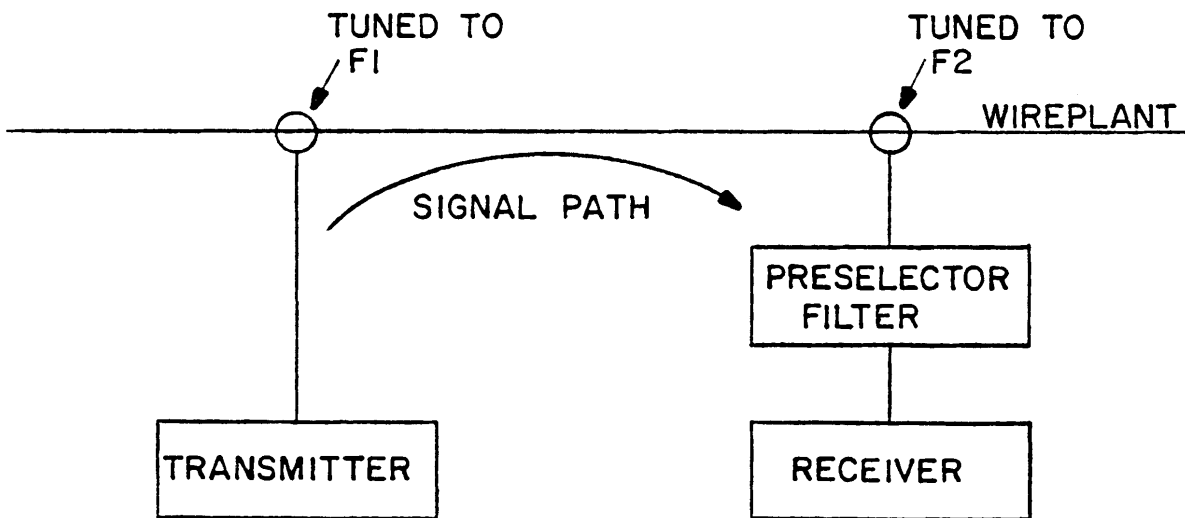 TUNED TO
F1
TUNED TO
F2
WIREPLANT
SIGNAL PATH
PRESELECTOR
FILTER
TRANSMITTER
RECEIVER